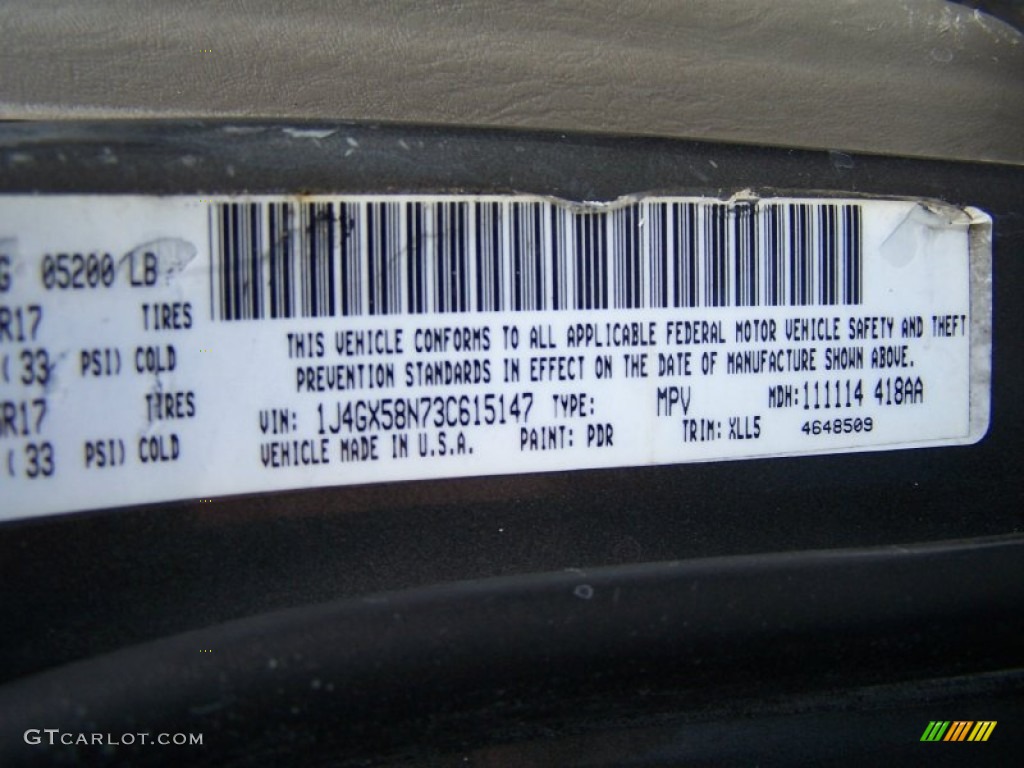 G 05200 LB
R17 TIRES
(33 PSI) COLD
R17 TIRES
(33 PSI) COLD
THIS VEHICLE CONFORMS TO ALL APPLICABLE FEDERAL MOTOR VEHICLE SAFETY AND THEFT
PREVENTION STANDARDS IN EFFECT ON THE DATE OF MANUFACTURE SHOWN ABOVE.
VIN: 1J4GX58N73C615147 TYPE: MPV MDH:111114 418AA
VEHICLE MADE IN U.S.A. PAINT: PDR TRIM: XLL5 4648509
GTCARLOT.COM